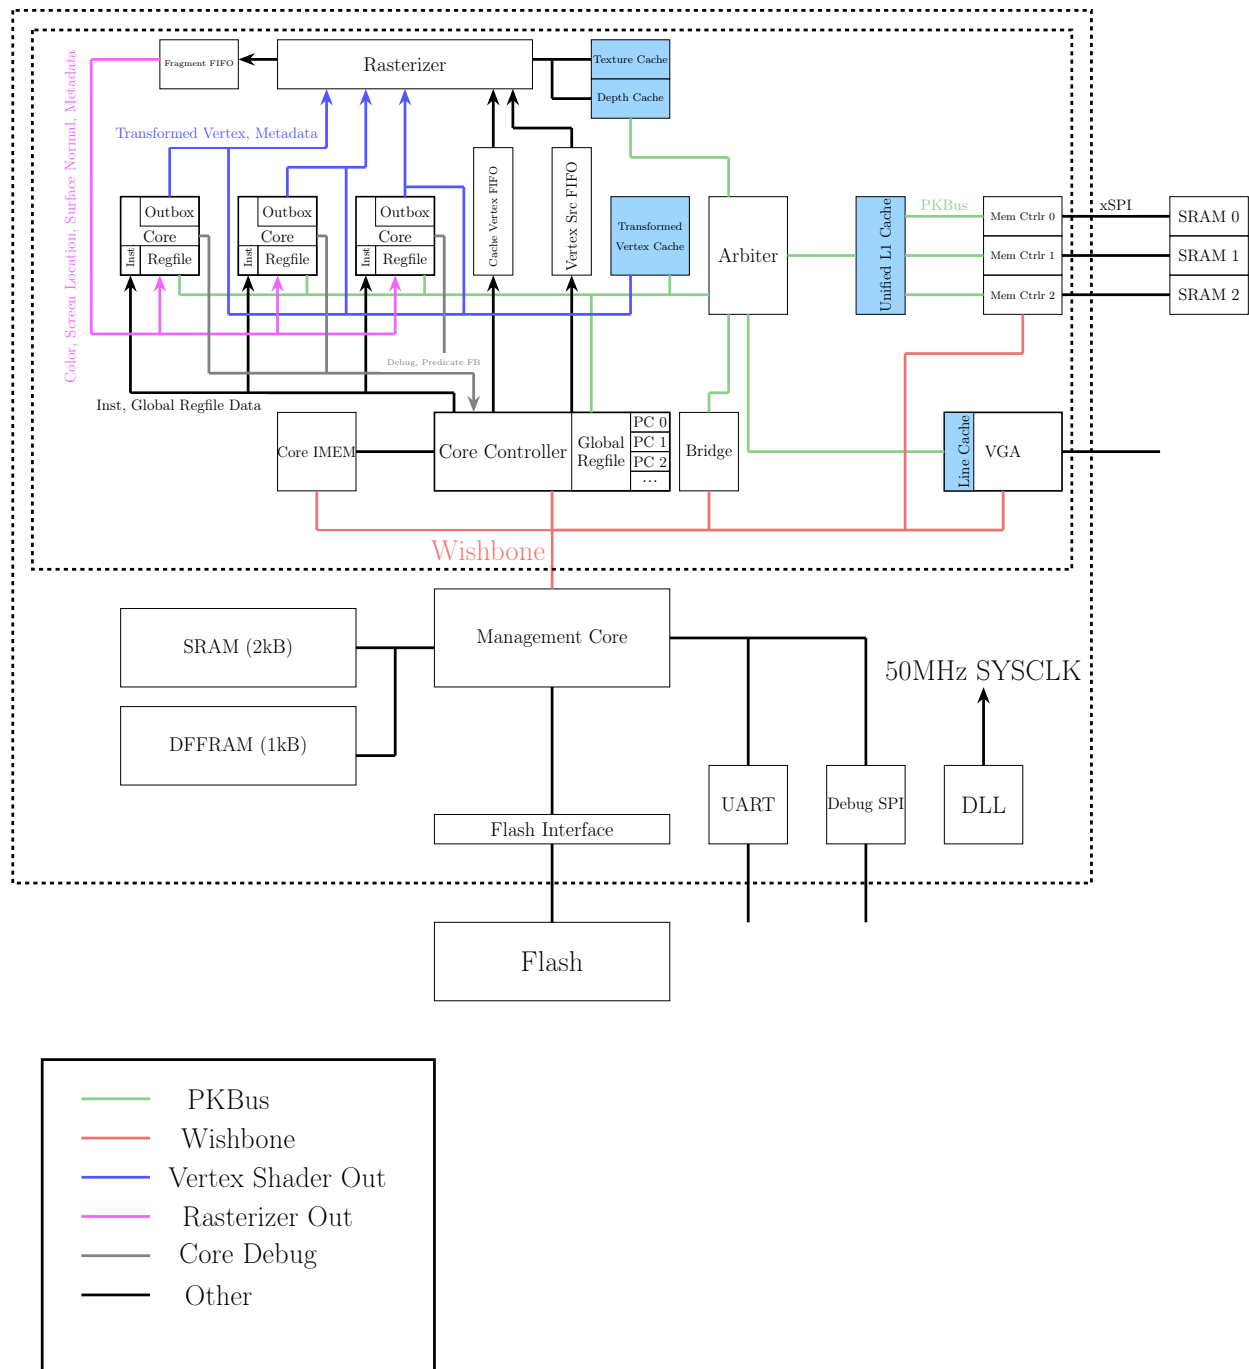 Fragment FIFO
Rasterizer
Texture Cache
Depth Cache
Color, Screen Location, Surface Normal, Metadata
Transformed Vertex, Metadata
Outbox
Core
Inst
Regfile
Outbox
Core
Inst
Regfile
Outbox
Core
Inst
Regfile
Cache Vertex FIFO
Vertex Src FIFO
Transformed
Vertex Cache
Arbiter
Unified L1 Cache
PKBus
Mem Ctrlr 0
Mem Ctrlr 1
Mem Ctrlr 2
xSPI
SRAM 0
SRAM 1
SRAM 2
Debug, Predicate FB
Inst, Global Regfile Data
Core IMEM
Core Controller
Global
Regfile
PC 0
PC 1
PC 2
...
Bridge
Line Cache
VGA
Wishbone
SRAM (2kB)
Management Core
50MHz SYSCLK
DFFRAM (1kB)
UART
Debug SPI
DLL
Flash Interface
Flash
PKBus
Wishbone
Vertex Shader Out
Rasterizer Out
Core Debug
Other